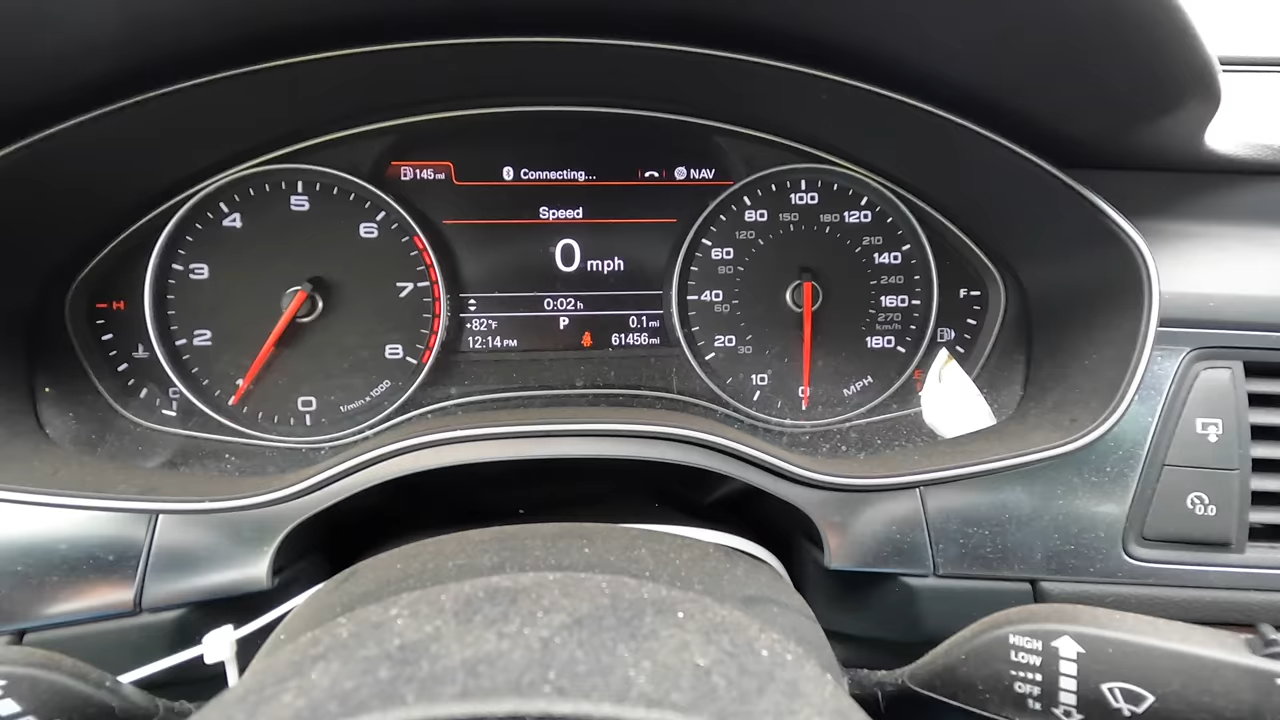 145 mi Connecting... NAV
Speed
0 mph
0:02 h
+82°F P 0.1 mi
12:14 PM 61456 mi
H
C
1
2
3
4
5
6
7
8
0
1/min x 1000
0
10
20
40
60
80
100
120
140
160
180
30
60
90
120
150
180
210
240
270
km/h
MPH
F
E
0.0
HIGH
LOW
OFF
1x